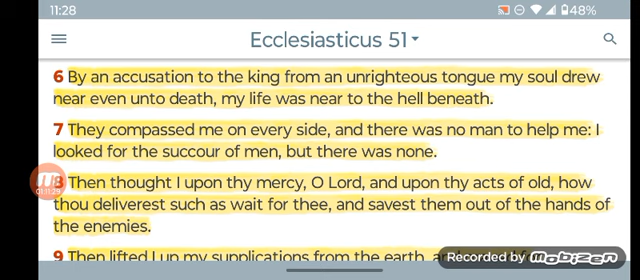 11:28
48%
Ecclesiasticus 51
6 By an accusation to the king from an unrighteous tongue my soul drew
near even unto death, my life was near to the hell beneath.
7 They compassed me on every side, and there was no man to help me: I
looked for the succour of men, but there was none.
8 Then thought I upon thy mercy, O Lord, and upon thy acts of old, how
01:11:29
thou deliverest such as wait for thee, and savest them out of the hands of
the enemies.
9 Then lifted I up my supplications from the earth,
Recorded by mobizen